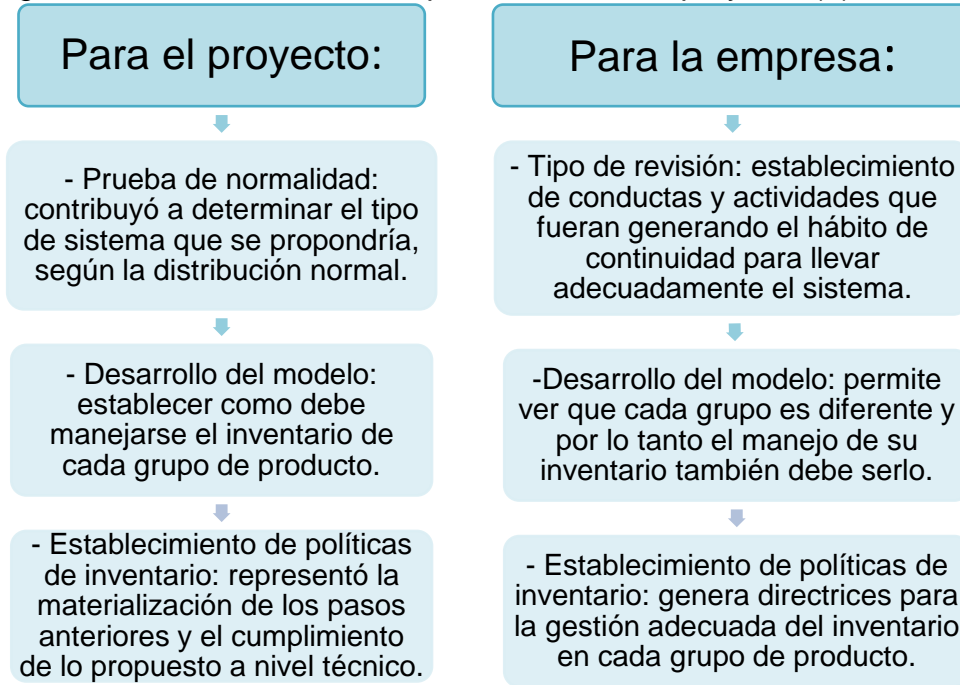 Para el proyecto:
- Prueba de normalidad:
contribuyó a determinar el tipo
de sistema que se propondría,
según la distribución normal.
- Desarrollo del modelo:
establecer como debe
manejarse el inventario de
cada grupo de producto.
- Establecimiento de políticas
de inventario: representó la
materialización de los pasos
anteriores y el cumplimiento
de lo propuesto a nivel técnico.
Para la empresa:
- Tipo de revisión: establecimiento
de conductas y actividades que
fueran generando el hábito de
continuidad para llevar
adecuadamente el sistema.
-Desarrollo del modelo: permite
ver que cada grupo es diferente y
por lo tanto el manejo de su
inventario también debe serlo.
- Establecimiento de políticas de
inventario: genera directrices para
la gestión adecuada del inventario
en cada grupo de producto.